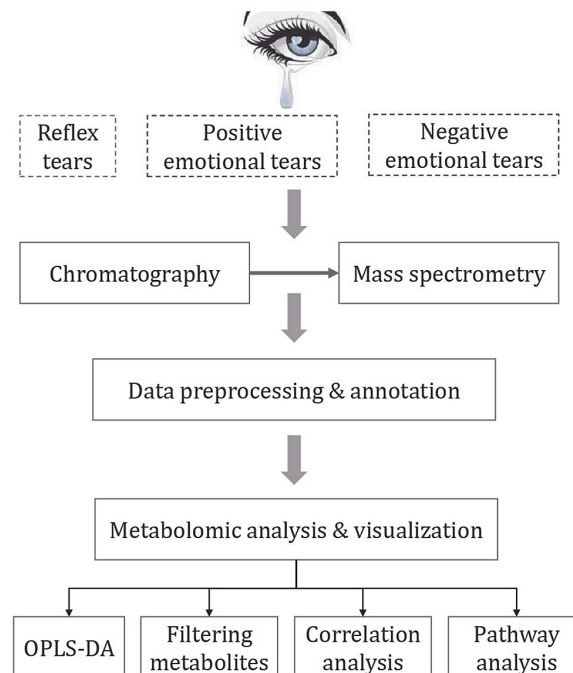 Reflex
tears
Positive
emotional tears
Negative
emotional tears
Chromatography
Mass spectrometry
Data preprocessing & annotation
Metabolomic analysis & visualization
OPLS-DA
Filtering
metabolites
Correlation
analysis
Pathway
analysis